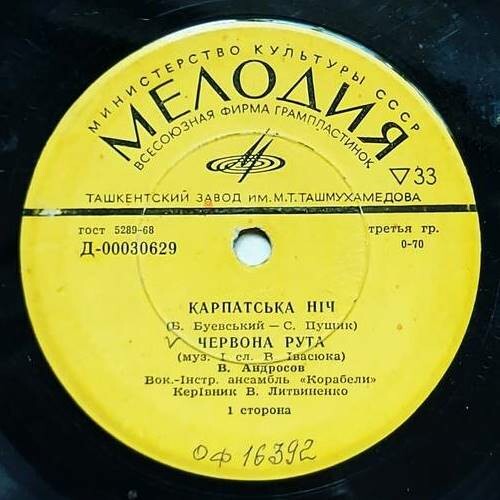 МИНИСТЕРСТВО КУЛЬТУРЫ СССР
МЕЛОДИЯ
ВСЕСОЮЗНАЯ ФИРМА ГРАМПЛАСТИНОК
▽33
ТАШКЕНТСКИЙ ЗАВОД ИМ. М.Т. ТАШМУХАМЕДОВА
гост 5289-68 третья гр.
Д-00030629 0-70
КАРПАТСЬКА НІЧ
(Б. Буевський — С. Пущик)
✓ ЧЕРВОНА РУТА
(муз. І сл. В. Івасюка)
В. Андросов
Вок.-Інстр. ансамбль «Корабели»
КерІвник В. Литвиненко
1 сторона
ОФ 16392